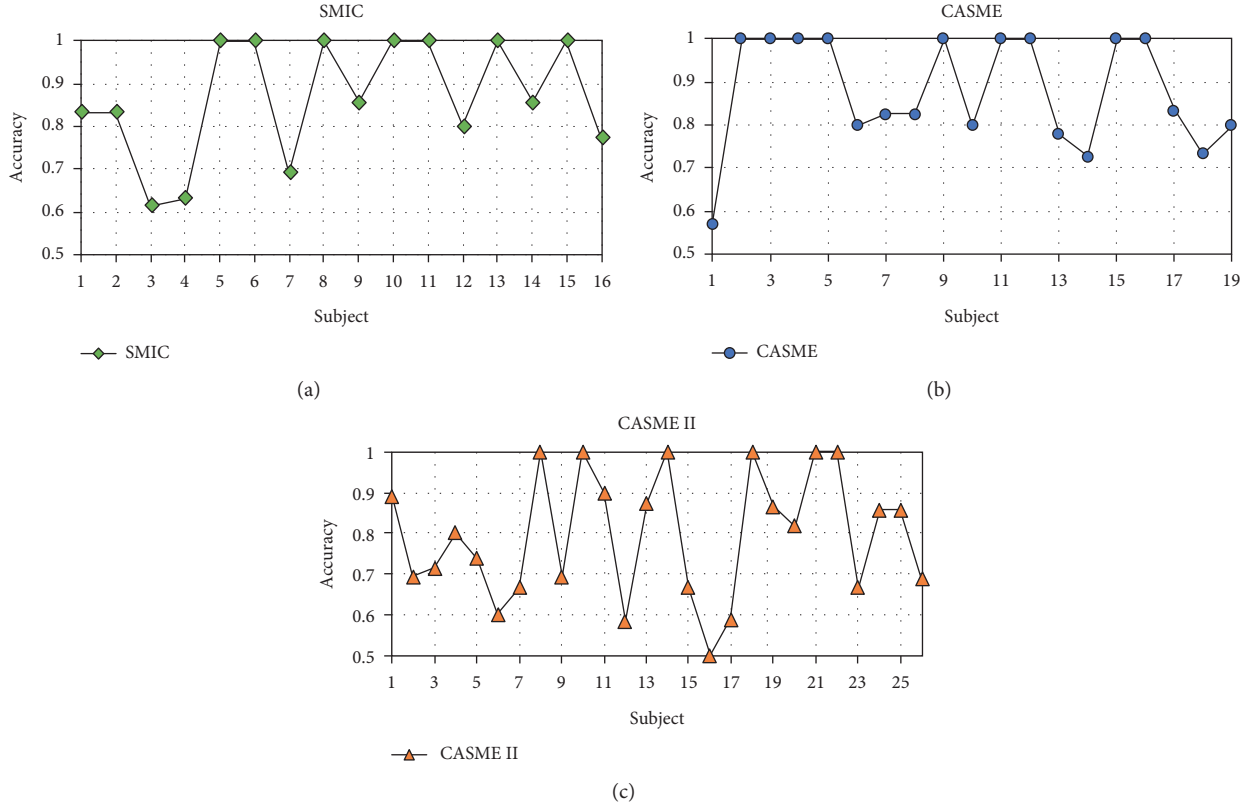 SMIC
1
0.9
0.8
0.7
0.6
0.5
Accuracy
1 2 3 4 5 6 7 8 9 10 11 12 13 14 15 16
Subject
SMIC
(a)
CASME
1
0.9
0.8
0.7
0.6
0.5
Accuracy
1 3 5 7 9 11 13 15 17 19
Subject
CASME
(b)
CASME II
1
0.9
0.8
0.7
0.6
0.5
Accuracy
1 3 5 7 9 11 13 15 17 19 21 23 25
Subject
CASME II
(c)